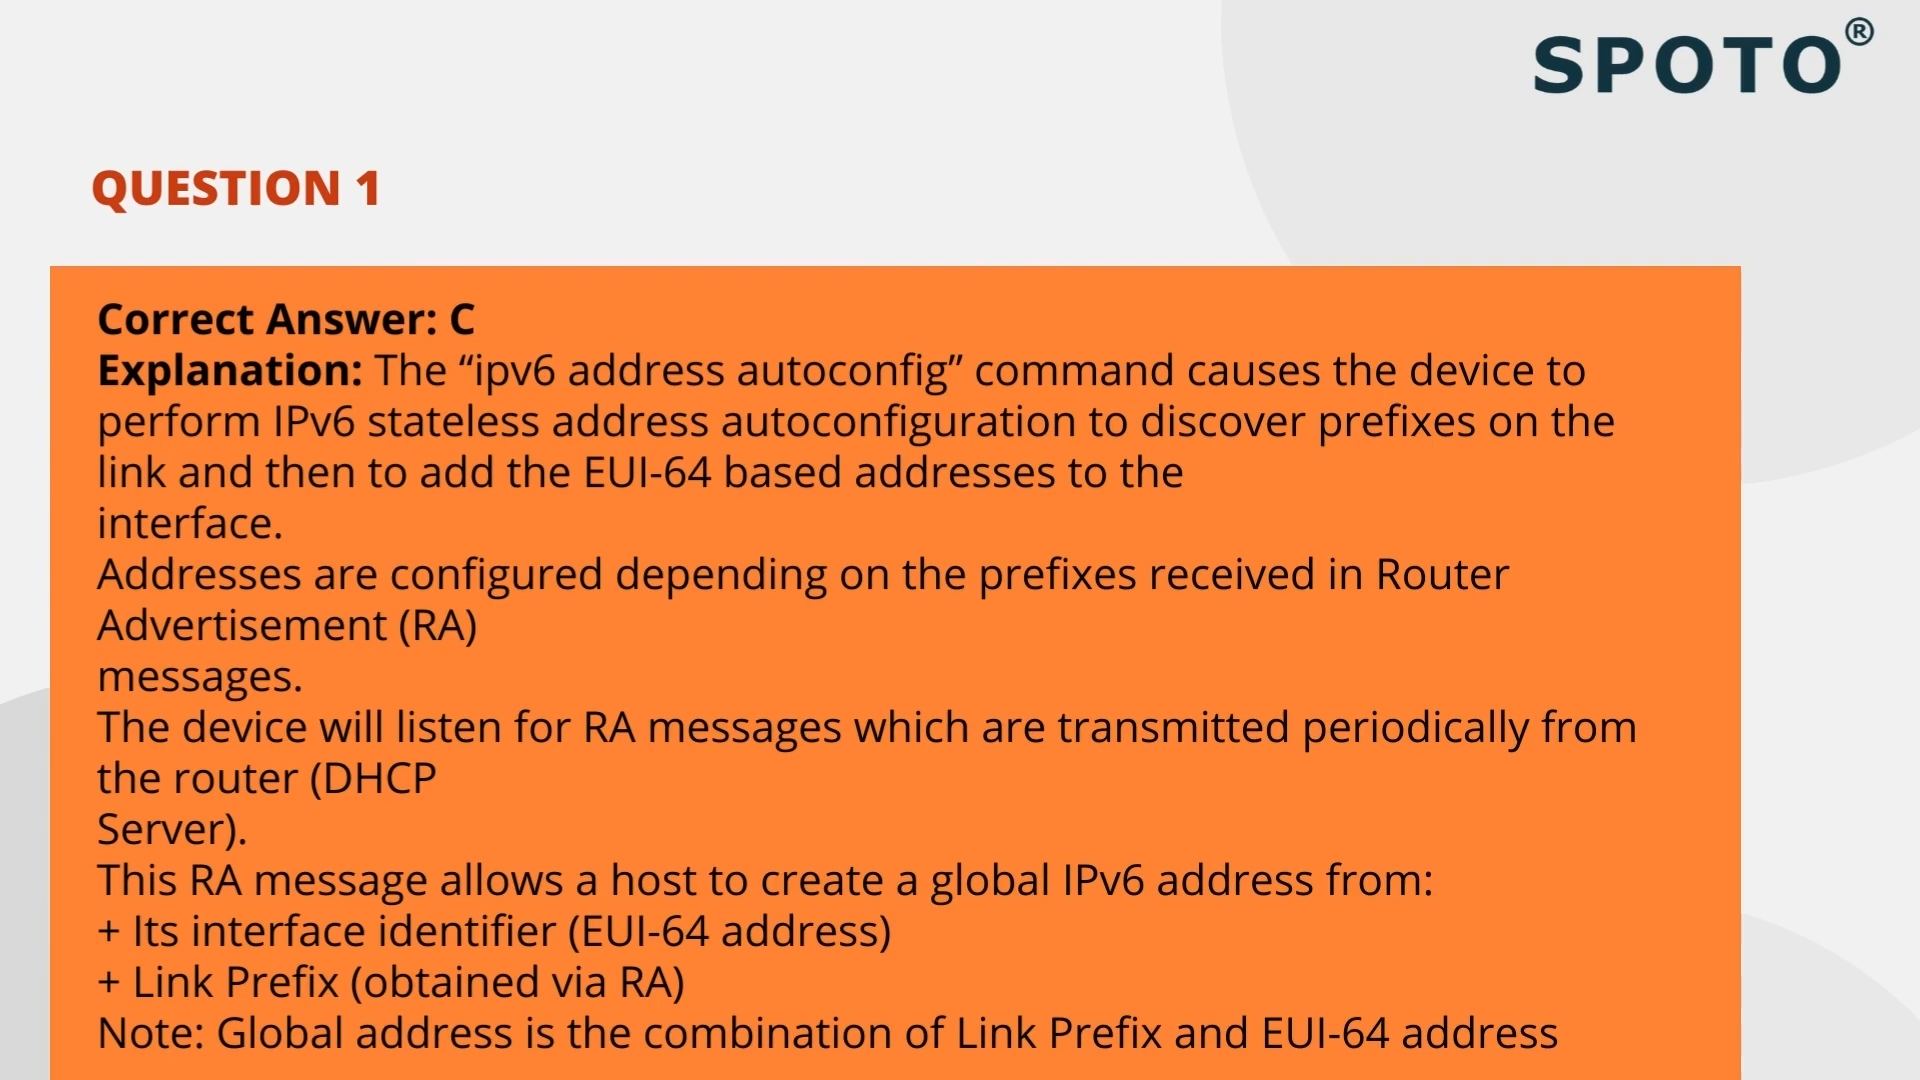 SPOTO®
QUESTION 1
Correct Answer: C
Explanation: The “ipv6 address autoconfig” command causes the device to
perform IPv6 stateless address autoconfiguration to discover prefixes on the
link and then to add the EUI-64 based addresses to the
interface.
Addresses are configured depending on the prefixes received in Router
Advertisement (RA)
messages.
The device will listen for RA messages which are transmitted periodically from
the router (DHCP
Server).
This RA message allows a host to create a global IPv6 address from:
+ Its interface identifier (EUI-64 address)
+ Link Prefix (obtained via RA)
Note: Global address is the combination of Link Prefix and EUI-64 address